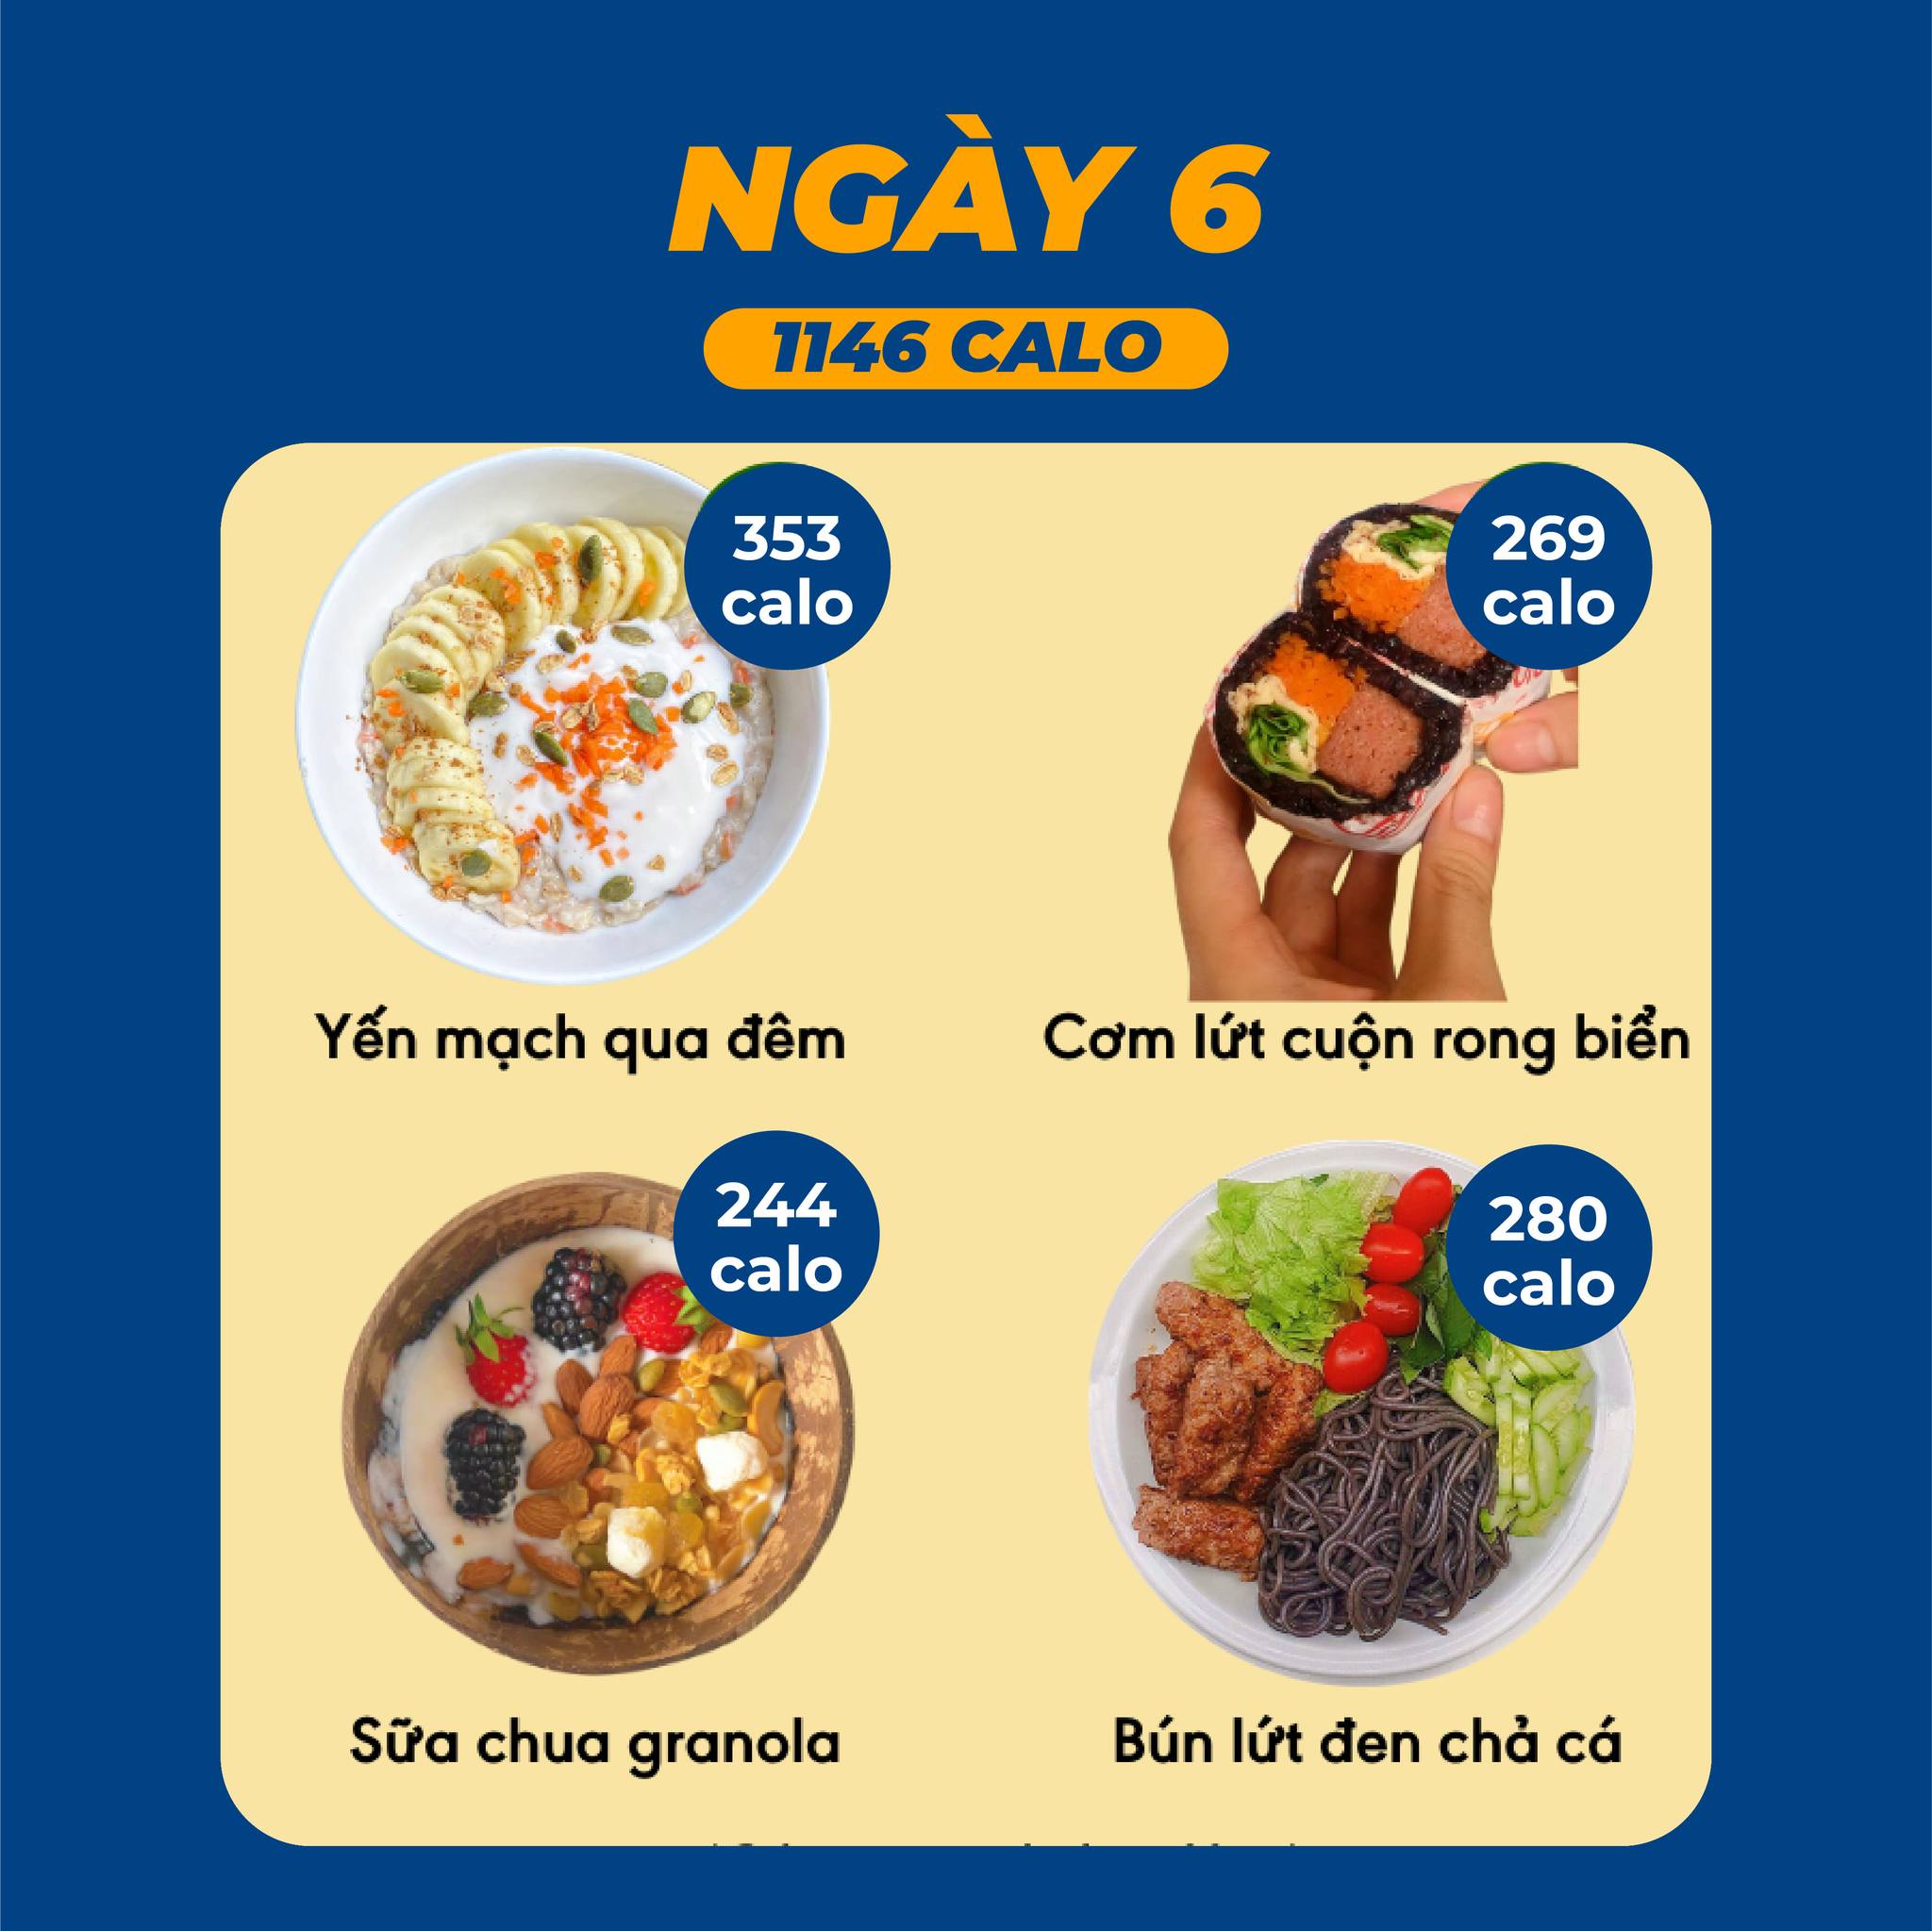 NGÀY 6
1146 CALO
353
calo
269
calo
Yến mạch qua đêm
Cơm lứt cuộn rong biển
244
calo
280
calo
Sữa chua granola
Bún lứt đen chả cá